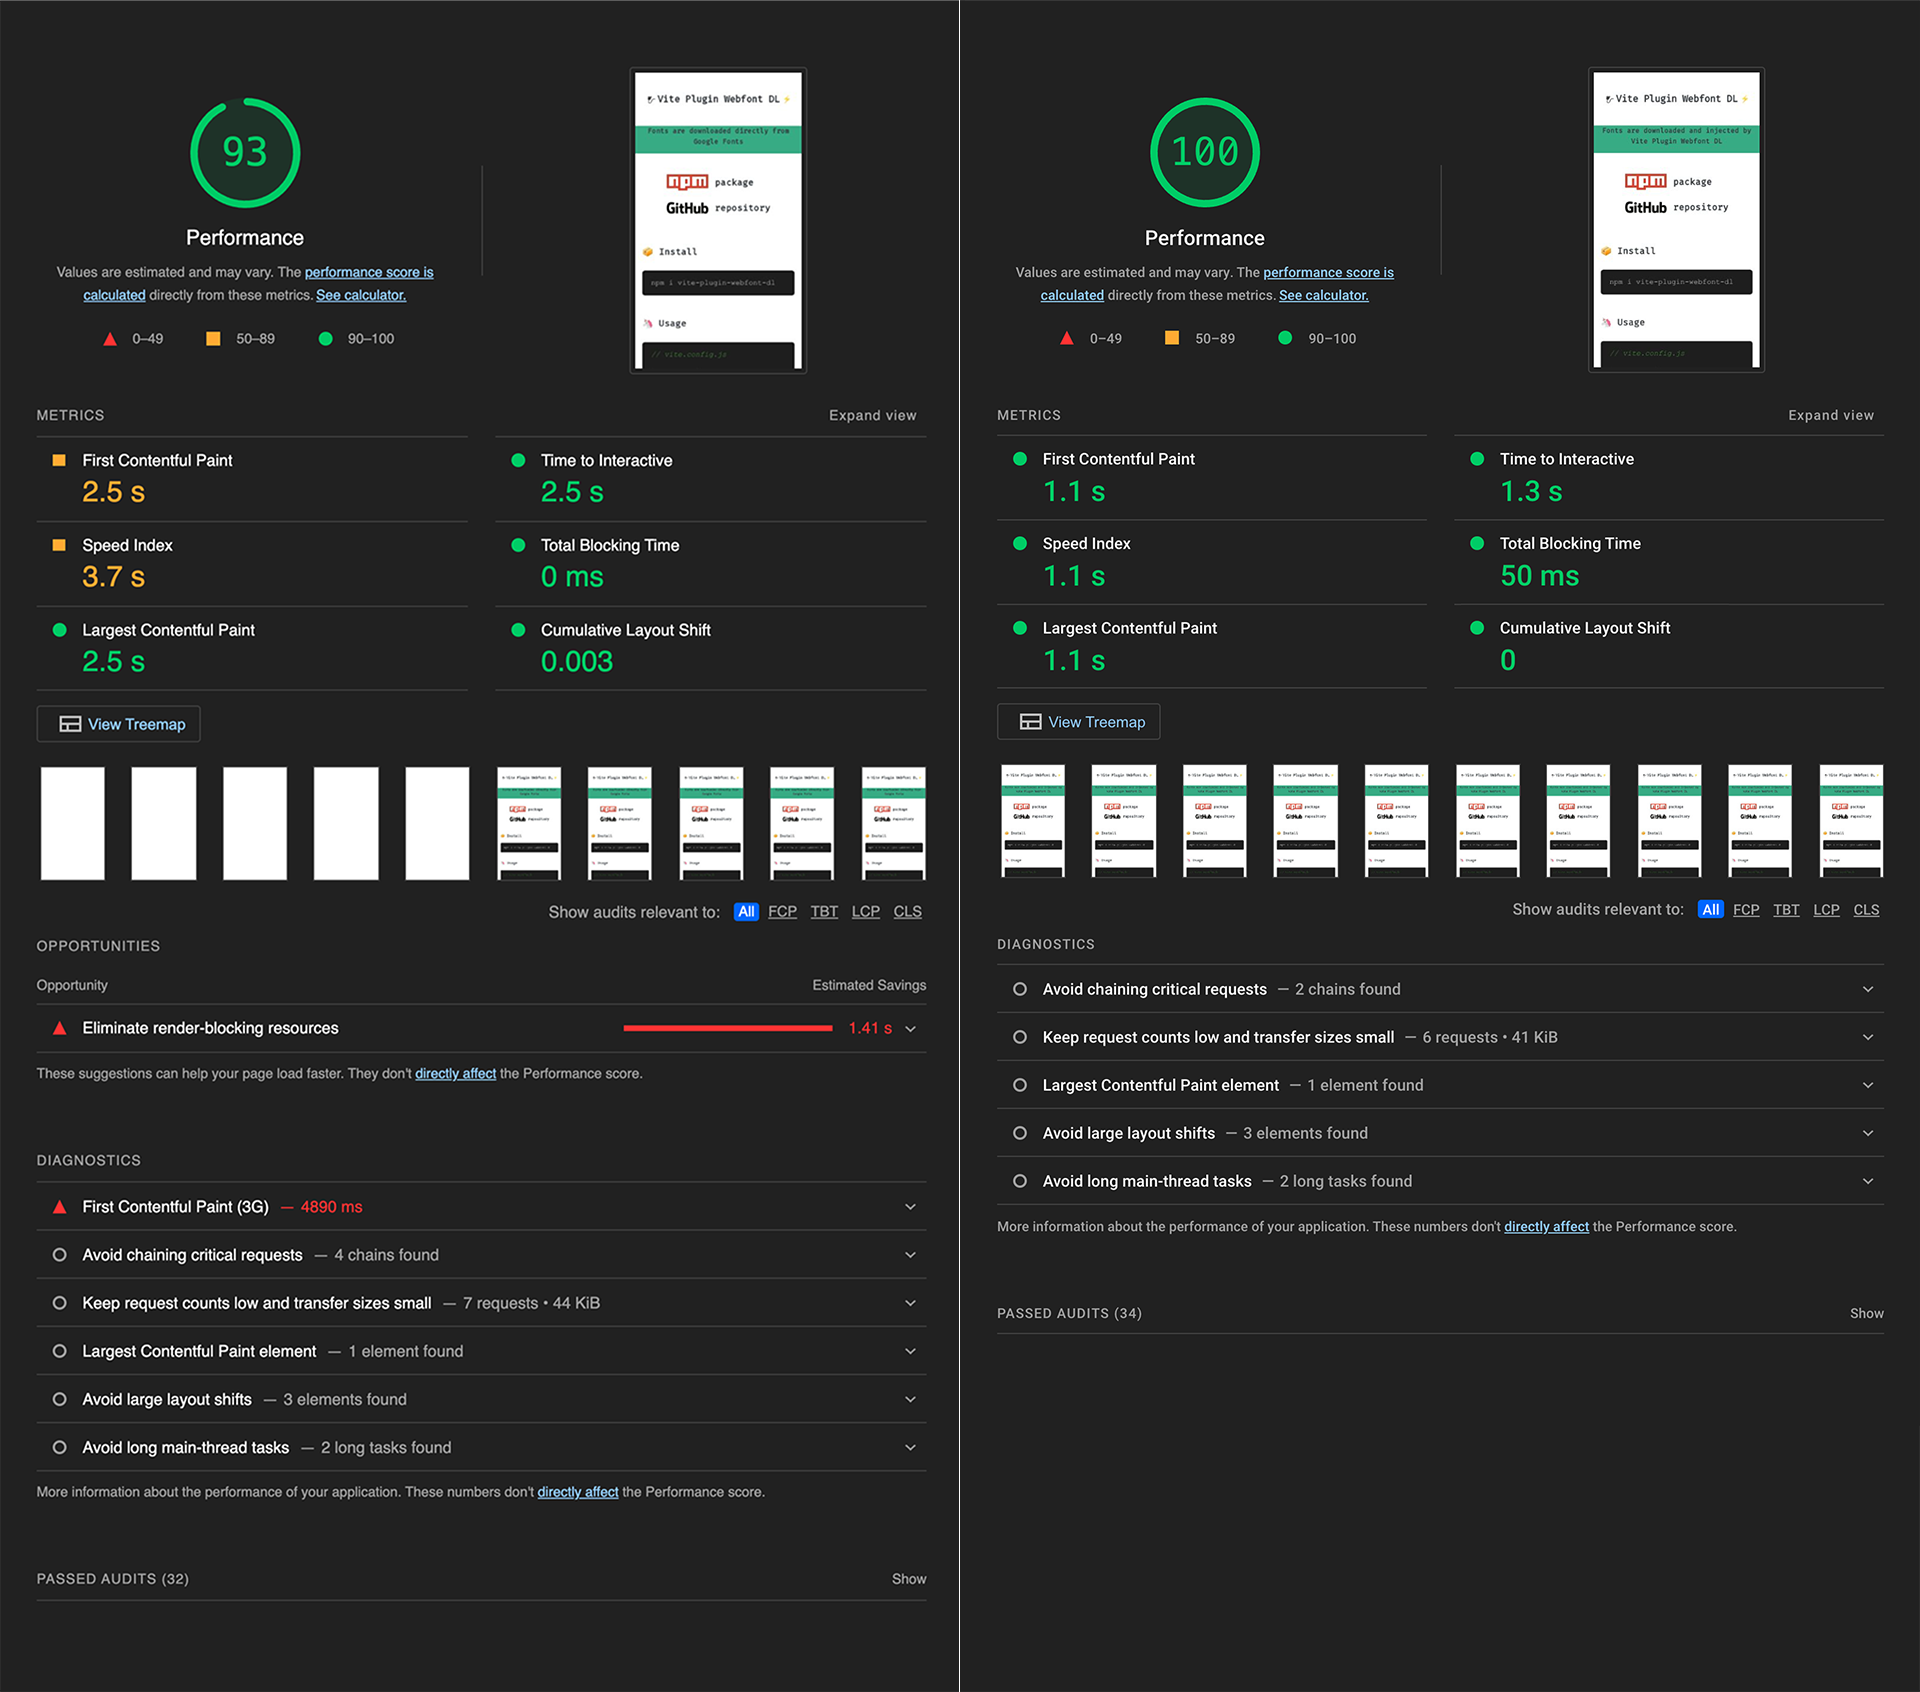 93
Performance
Values are estimated and may vary. The performance score is
calculated directly from these metrics. See calculator.
0–49
50–89
90–100
Vite Plugin Webfont DL
Fonts are downloaded directly from
Google Fonts
npm package
GitHub repository
Install
npm i vite-plugin-webfont-dl
Usage
// vite.config.js
METRICS
Expand view
First Contentful Paint
2.5 s
Time to Interactive
2.5 s
Speed Index
3.7 s
Total Blocking Time
0 ms
Largest Contentful Paint
2.5 s
Cumulative Layout Shift
0.003
View Treemap
Show audits relevant to: All FCP TBT LCP CLS
OPPORTUNITIES
Opportunity
Estimated Savings
Eliminate render-blocking resources
1.41 s
These suggestions can help your page load faster. They don't directly affect the Performance score.
DIAGNOSTICS
First Contentful Paint (3G) — 4890 ms
Avoid chaining critical requests — 4 chains found
Keep request counts low and transfer sizes small — 7 requests • 44 KiB
Largest Contentful Paint element — 1 element found
Avoid large layout shifts — 3 elements found
Avoid long main-thread tasks — 2 long tasks found
More information about the performance of your application. These numbers don't directly affect the Performance score.
PASSED AUDITS (32)
Show
100
Performance
Values are estimated and may vary. The performance score is
calculated directly from these metrics. See calculator.
0–49
50–89
90–100
Vite Plugin Webfont DL
Fonts are downloaded and injected by
Vite Plugin Webfont DL
npm package
GitHub repository
Install
npm i vite-plugin-webfont-dl
Usage
// vite.config.js
METRICS
Expand view
First Contentful Paint
1.1 s
Time to Interactive
1.3 s
Speed Index
1.1 s
Total Blocking Time
50 ms
Largest Contentful Paint
1.1 s
Cumulative Layout Shift
0
View Treemap
Show audits relevant to: All FCP TBT LCP CLS
DIAGNOSTICS
Avoid chaining critical requests — 2 chains found
Keep request counts low and transfer sizes small — 6 requests • 41 KiB
Largest Contentful Paint element — 1 element found
Avoid large layout shifts — 3 elements found
Avoid long main-thread tasks — 2 long tasks found
More information about the performance of your application. These numbers don't directly affect the Performance score.
PASSED AUDITS (34)
Show